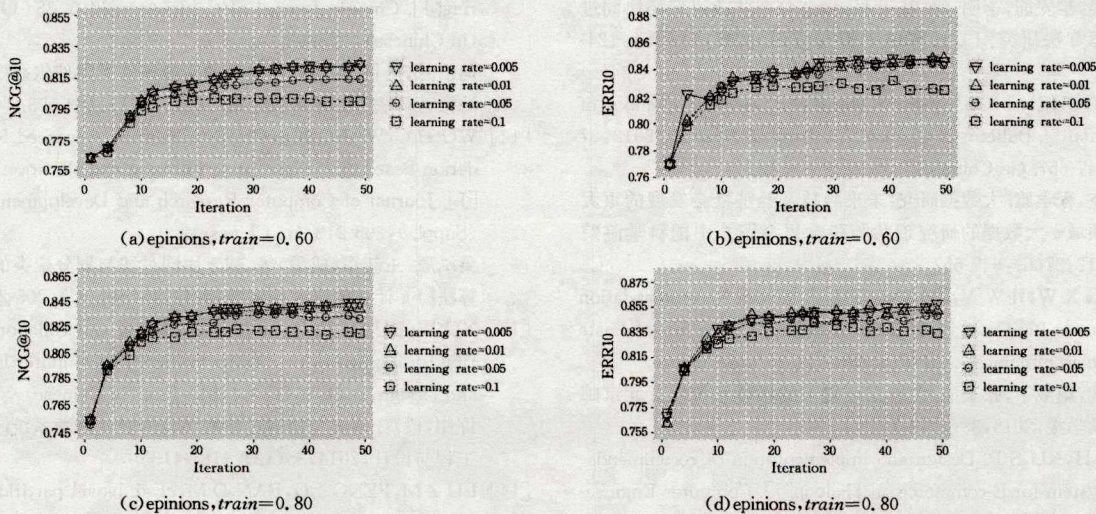 0.855
0.835
0.815
0.795
0.775
0.755
NCG@10
0 10 20 30 40 50
Iteration
learning rate=0.005
learning rate=0.01
learning rate=0.05
learning rate=0.1
(a) epinions, train=0.60
0.88
0.86
0.84
0.82
0.80
0.78
0.76
ERR10
0 10 20 30 40 50
Iteration
learning rate=0.005
learning rate=0.01
learning rate=0.05
learning rate=0.1
(b) epinions, train=0.60
0.865
0.845
0.825
0.805
0.785
0.765
0.745
NCG@10
0 10 20 30 40 50
Iteration
learning rate=0.005
learning rate=0.01
learning rate=0.05
learning rate=0.1
(c) epinions, train=0.80
0.875
0.855
0.835
0.815
0.795
0.775
0.755
ERR10
0 10 20 30 40 50
Iteration
learning rate=0.005
learning rate=0.01
learning rate=0.05
learning rate=0.1
(d) epinions, train=0.80